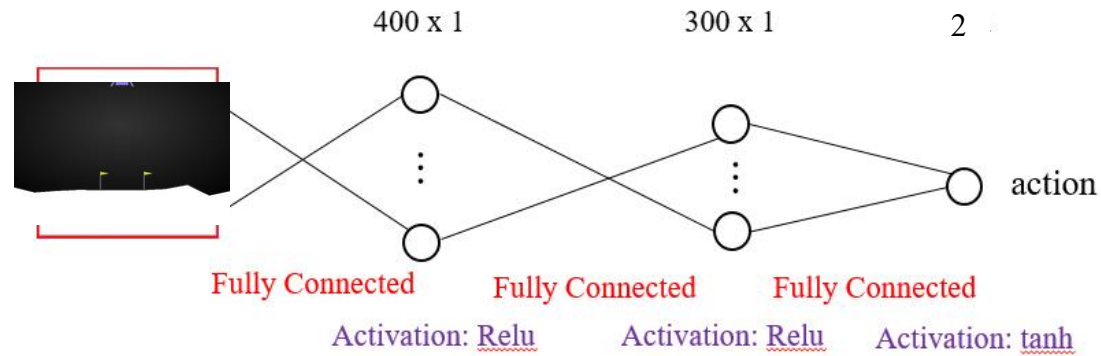 400 x 1
300 x 1
2
action
Fully Connected
Fully Connected
Fully Connected
Activation: Relu
Activation: Relu
Activation: tanh